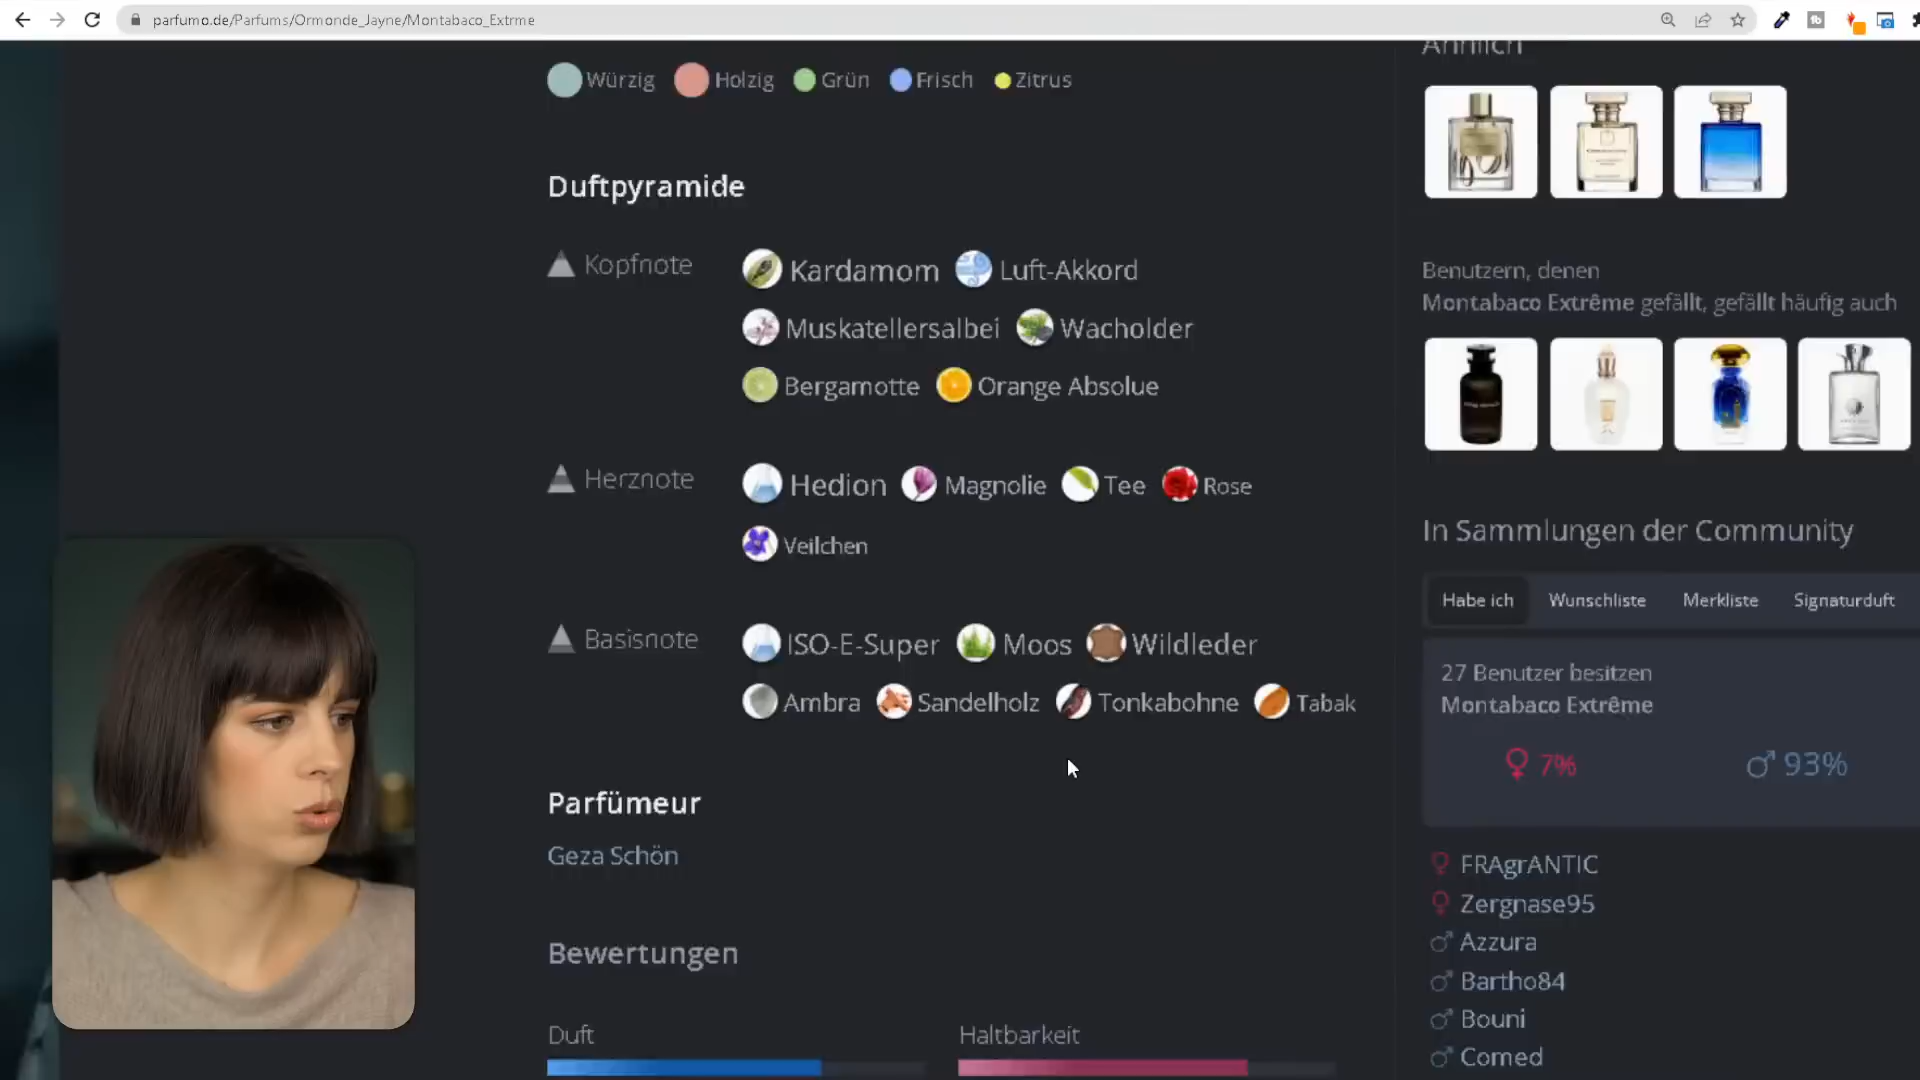 parfumo.de/Parfums/Ormonde_Jayne/Montabaco_Extrme
Würzig Holzig Grün Frisch Zitrus
Duftpyramide
Kopfnote
Kardamom Luft-Akkord
Muskatellersalbei Wacholder
Bergamotte Orange Absolue
Herznote
Hedion Magnolie Tee Rose
Veilchen
Basisnote
ISO-E-Super Moos Wildleder
Ambra Sandelholz Tonkabohne Tabak
Parfümeur
Geza Schön
Bewertungen
Duft
Haltbarkeit
Ähnlich
Benutzern, denen
Montabaco Extrême gefällt, gefällt häufig auch
In Sammlungen der Community
Habe ich Wunschliste Merkliste Signaturduft
27 Benutzer besitzen
Montabaco Extrême
♀ 7% ♂ 93%
♀ FRAgrANTIC
♀ Zergnase95
♂ Azzura
♂ Bartho84
♂ Bouni
♂ Comed